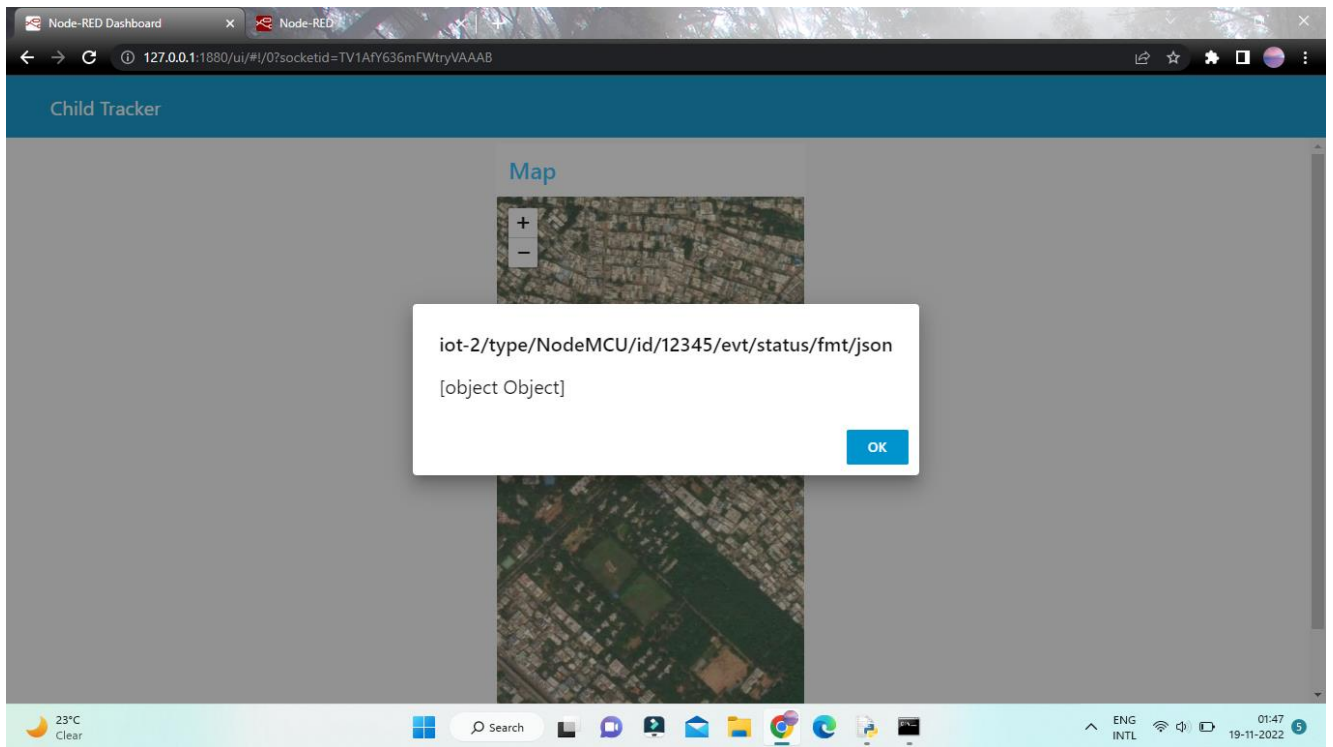 Node-RED Dashboard
Node-RED
127.0.0.1:1880/ui/#!/0?socketid=TV1AfY636mFWtryVAAAB
Child Tracker
Map
+
−
iot-2/type/NodeMCU/id/12345/evt/status/fmt/json
[object Object]
OK
23°C
Clear
Search
ENG
INTL
01:47
19-11-2022
5